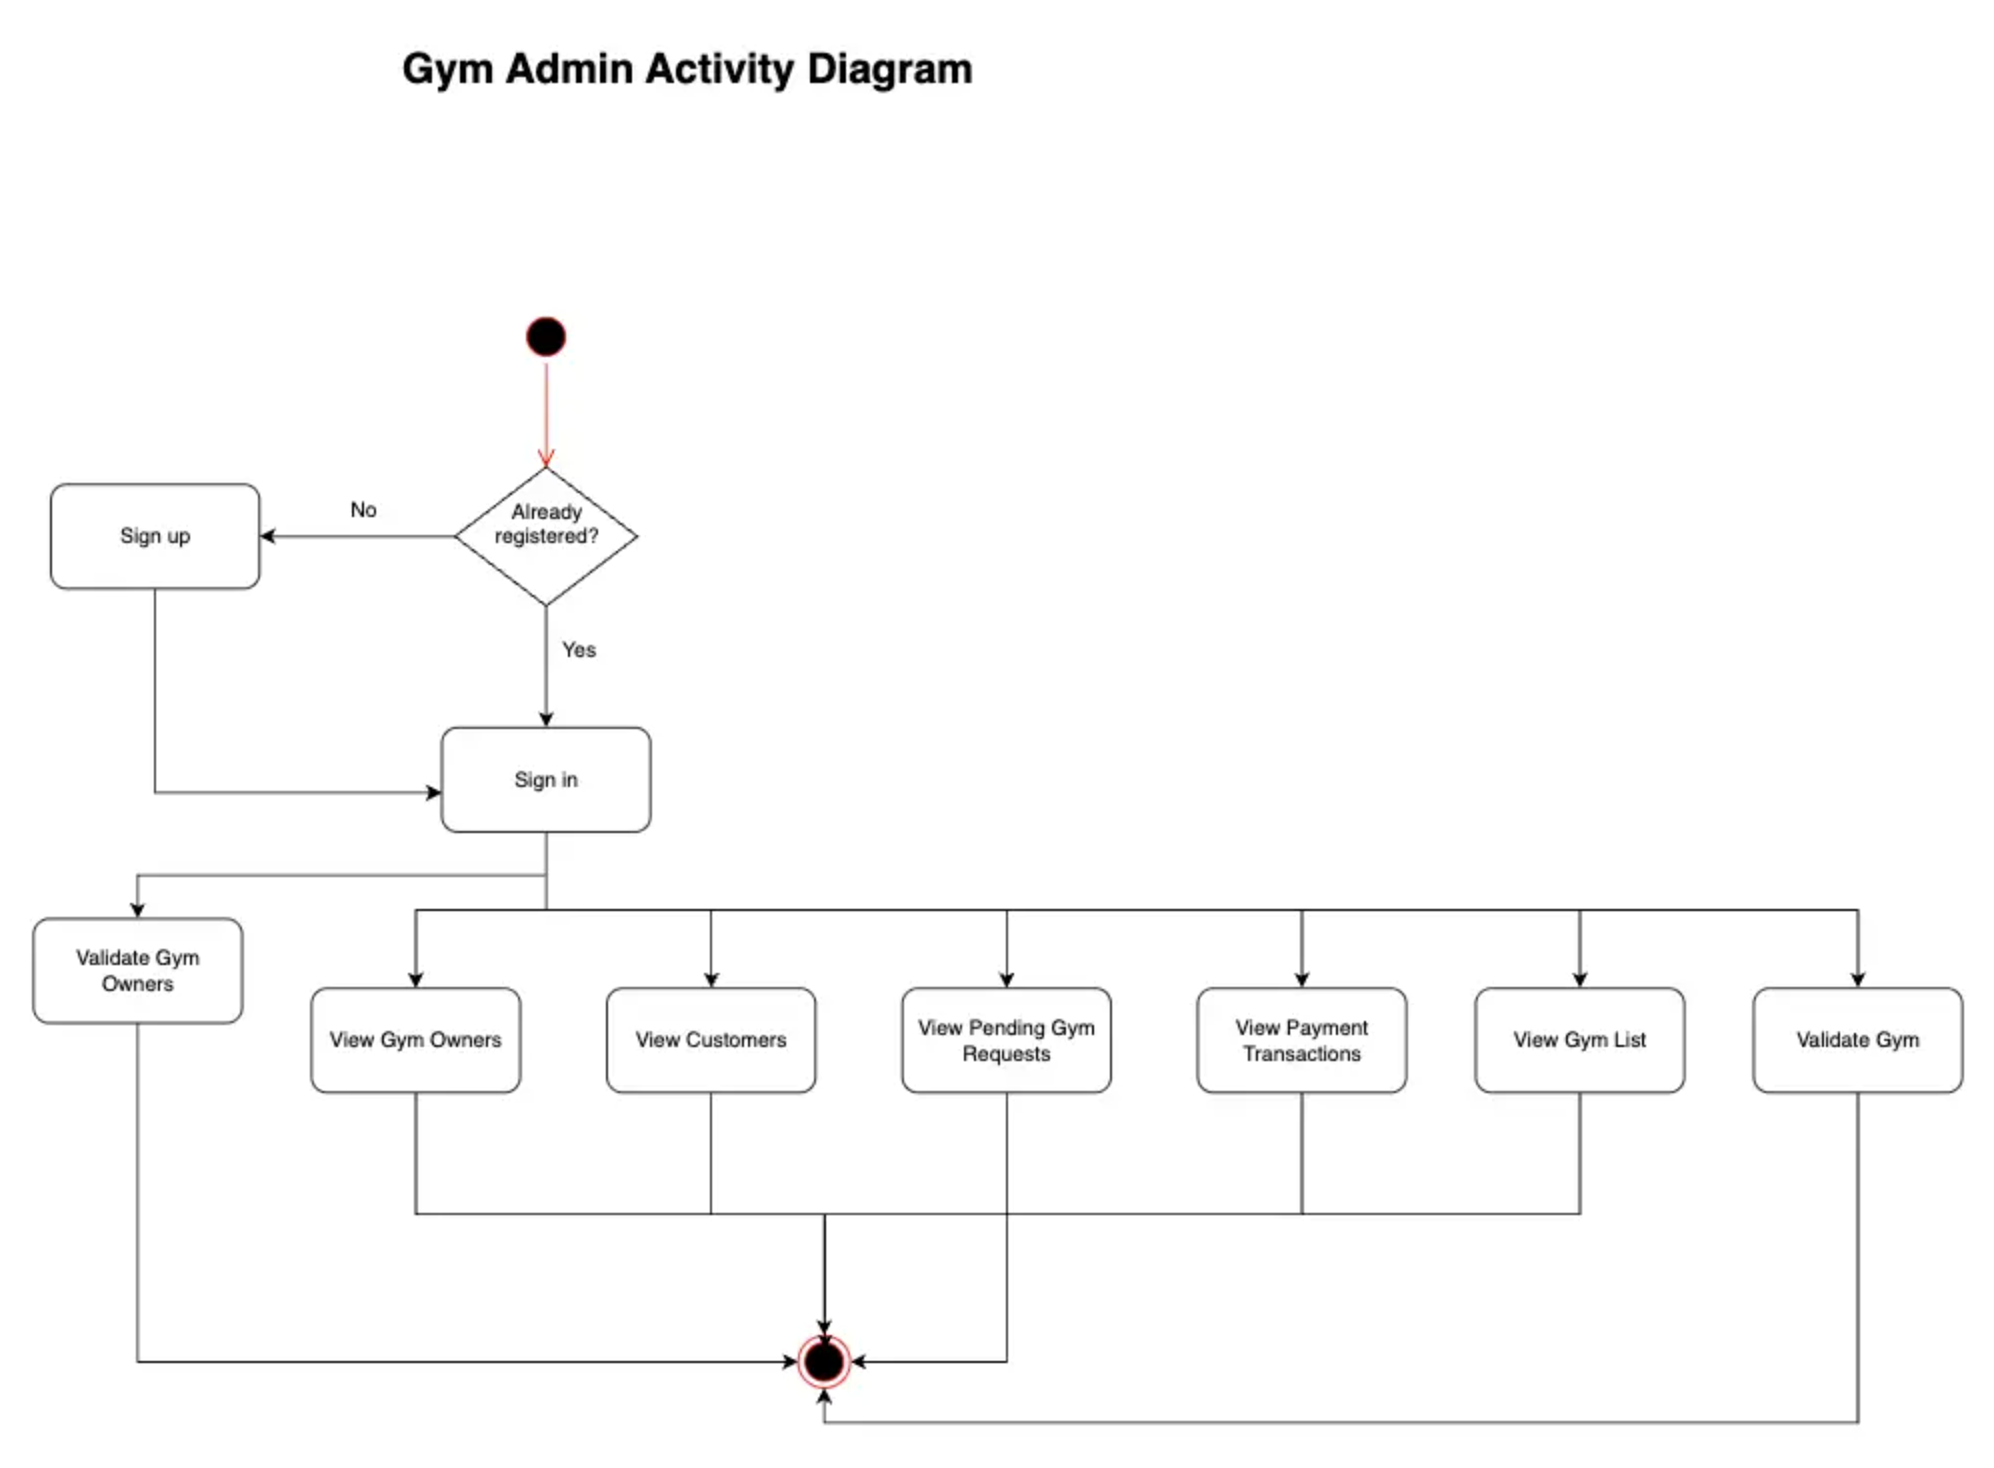 Gym Admin Activity Diagram
Already
registered?
No
Sign up
Yes
Sign in
Validate Gym
Owners
View Gym Owners
View Customers
View Pending Gym
Requests
View Payment
Transactions
View Gym List
Validate Gym